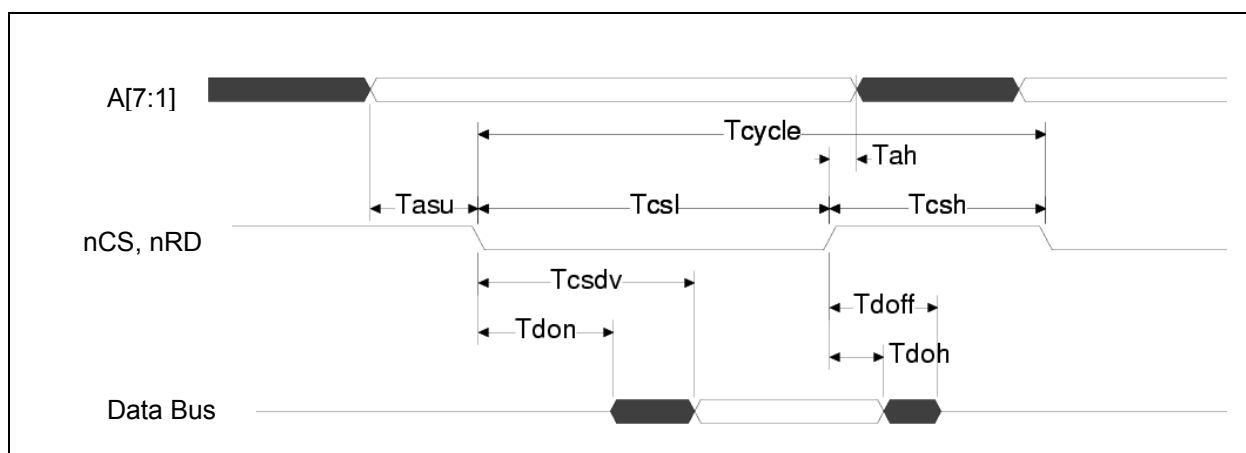 A[7:1]
Tcycle
Tah
Tasu
Tcsl
Tcsh
nCS, nRD
Tcsdv
Tdoff
Tdon
Tdoh
Data Bus